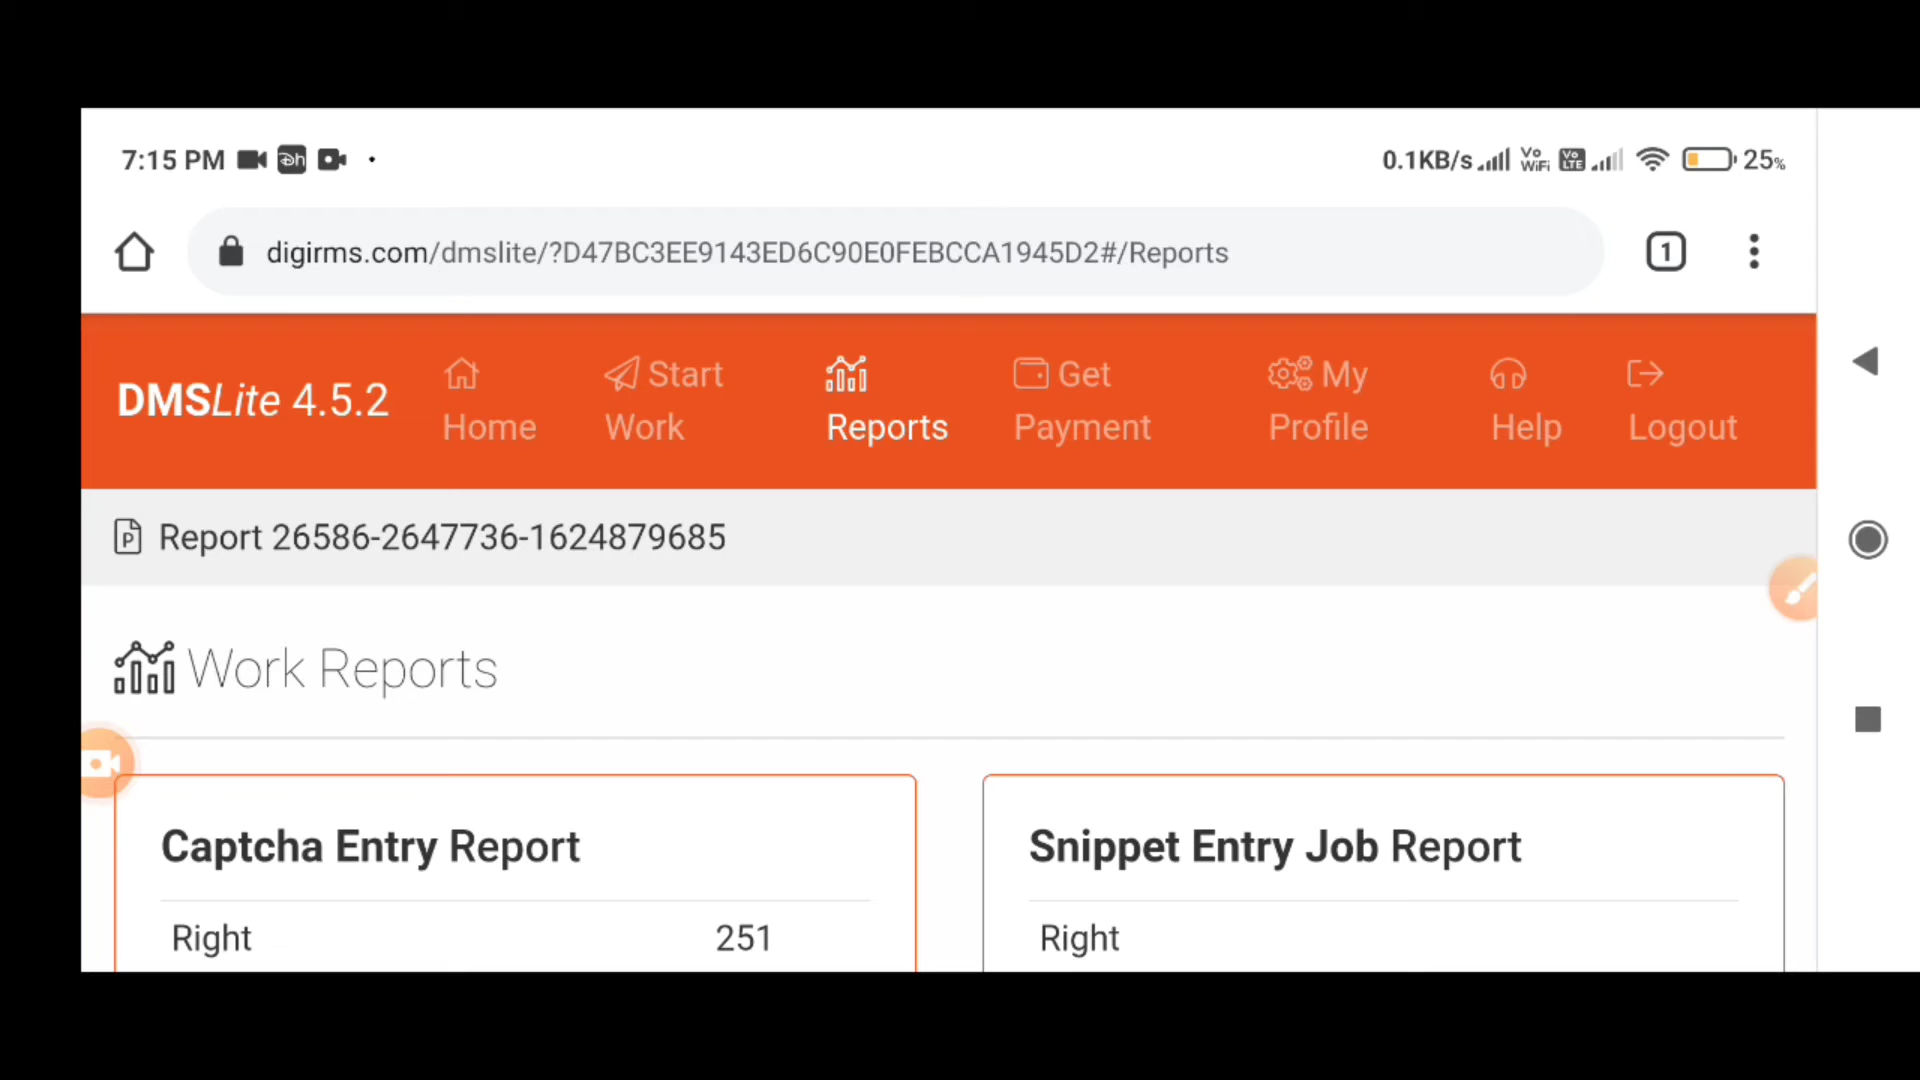 7:15 PM
0.1KB/s Vo WiFi Vo LTE 25%
digirms.com/dmslite/?D47BC3EE9143ED6C90E0FEBCCA1945D2#/Reports
1
DMSLite 4.5.2
Home
Start Work
Reports
Get Payment
My Profile
Help
Logout
Report 26586-2647736-1624879685
Work Reports
Captcha Entry Report
Right 251
Snippet Entry Job Report
Right